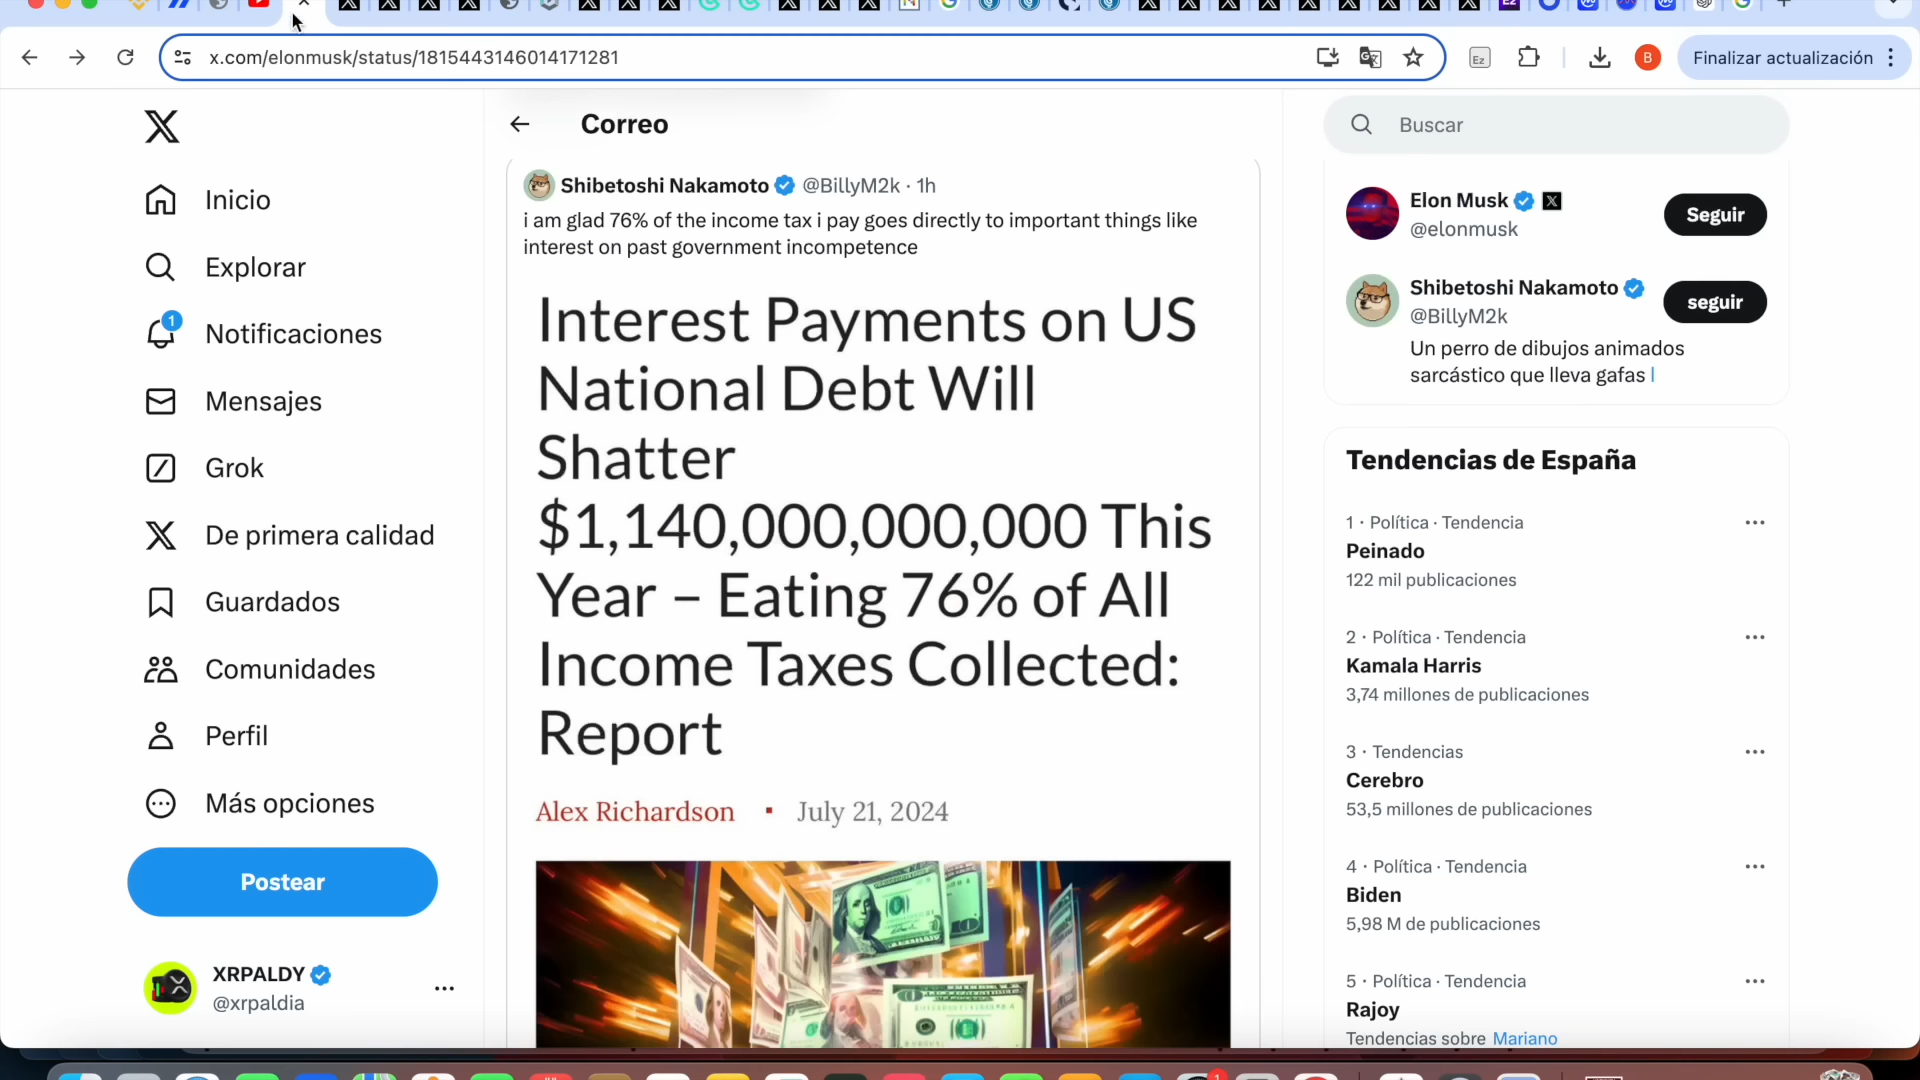 x.com/elonmusk/status/1815443146014171281
B
Finalizar actualización
Inicio
Explorar
1
Notificaciones
Mensajes
Grok
De primera calidad
Guardados
Comunidades
Perfil
Más opciones
Postear
XRPALDY
@xrpaldia
Correo
Shibetoshi Nakamoto @BillyM2k · 1h
i am glad 76% of the income tax i pay goes directly to important things like
interest on past government incompetence
Interest Payments on US
National Debt Will
Shatter
$1,140,000,000,000 This
Year – Eating 76% of All
Income Taxes Collected:
Report
Alex Richardson ▪ July 21, 2024
Buscar
Elon Musk
@elonmusk
Seguir
Shibetoshi Nakamoto
@BillyM2k
seguir
Un perro de dibujos animados
sarcástico que lleva gafas l
Tendencias de España
1 · Política · Tendencia
Peinado
122 mil publicaciones
2 · Política · Tendencia
Kamala Harris
3,74 millones de publicaciones
3 · Tendencias
Cerebro
53,5 millones de publicaciones
4 · Política · Tendencia
Biden
5,98 M de publicaciones
5 · Política · Tendencia
Rajoy
Tendencias sobre Mariano